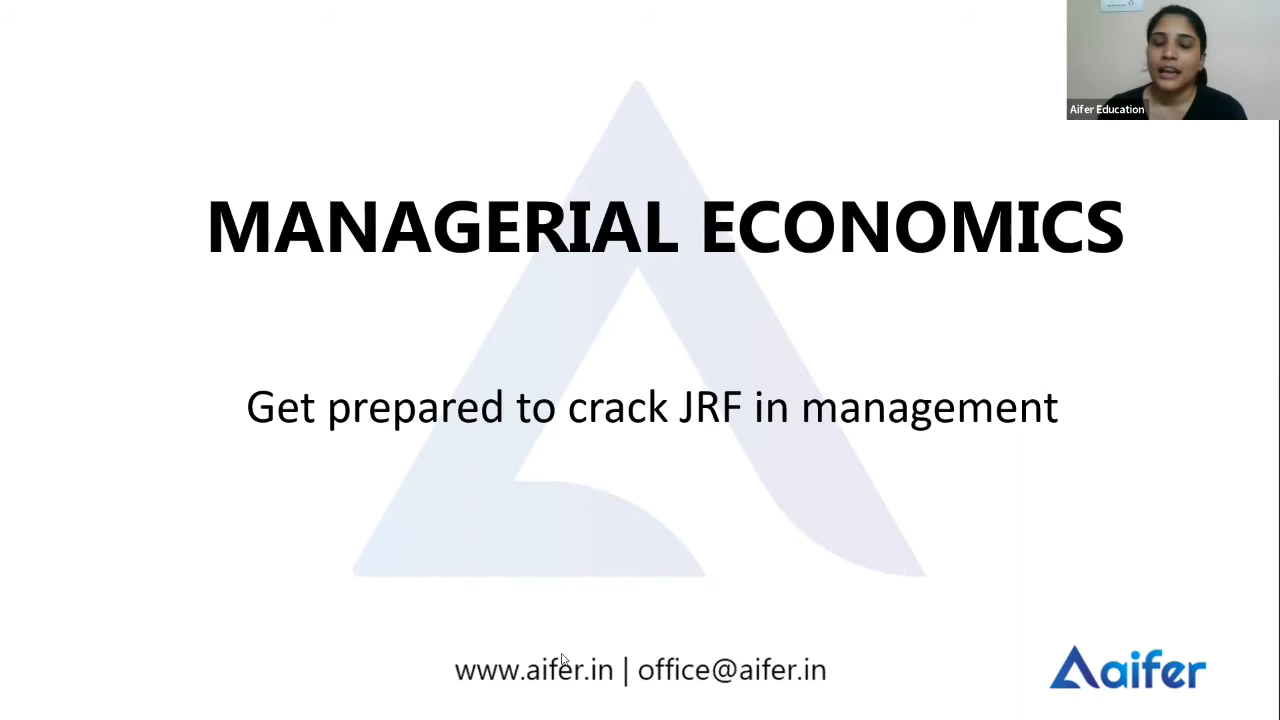 Aifer Education
MANAGERIAL ECONOMICS
Get prepared to crack JRF in management
www.aifer.in | office@aifer.in
aifer